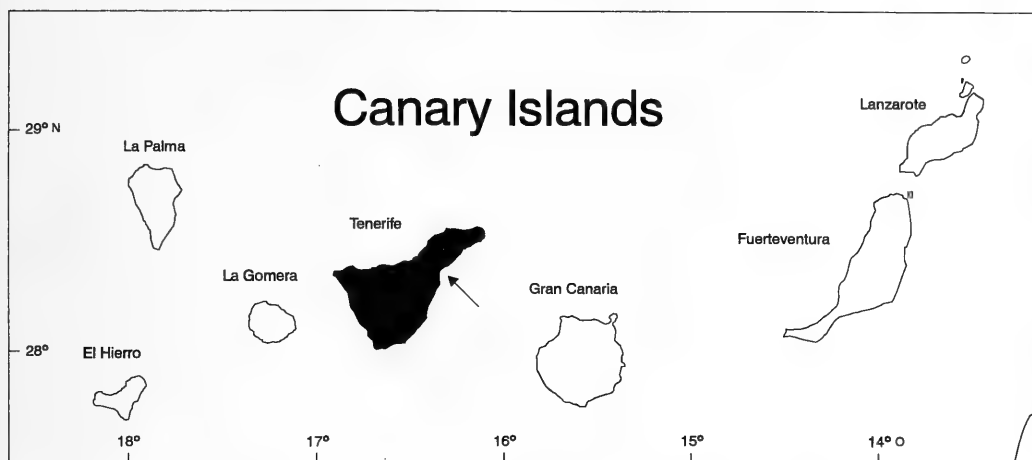 Canary Islands
Lanzarote
29° N
La Palma
Tenerife
Fuerteventura
La Gomera
Gran Canaria
28°
El Hierro
18°
17°
16°
15°
14° O